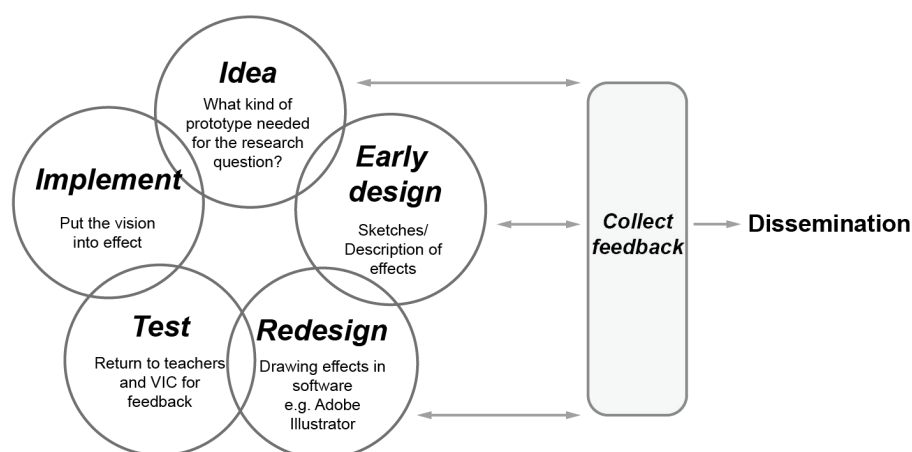 Idea
What kind of
prototype needed
for the research
question?
Early
design
Sketches/
Description of
effects
Redesign
Drawing effects in
software
e.g. Adobe
Illustrator
Test
Return to teachers
and VIC for
feedback
Implement
Put the vision
into effect
Collect
feedback
Dissemination